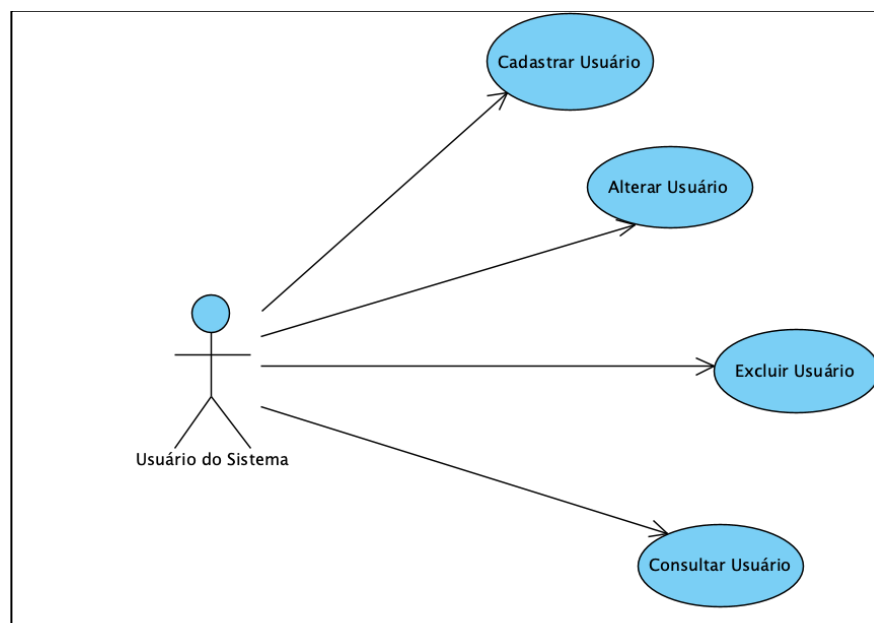 Cadastrar Usuário
Alterar Usuário
Excluir Usuário
Usuário do Sistema
Consultar Usuário